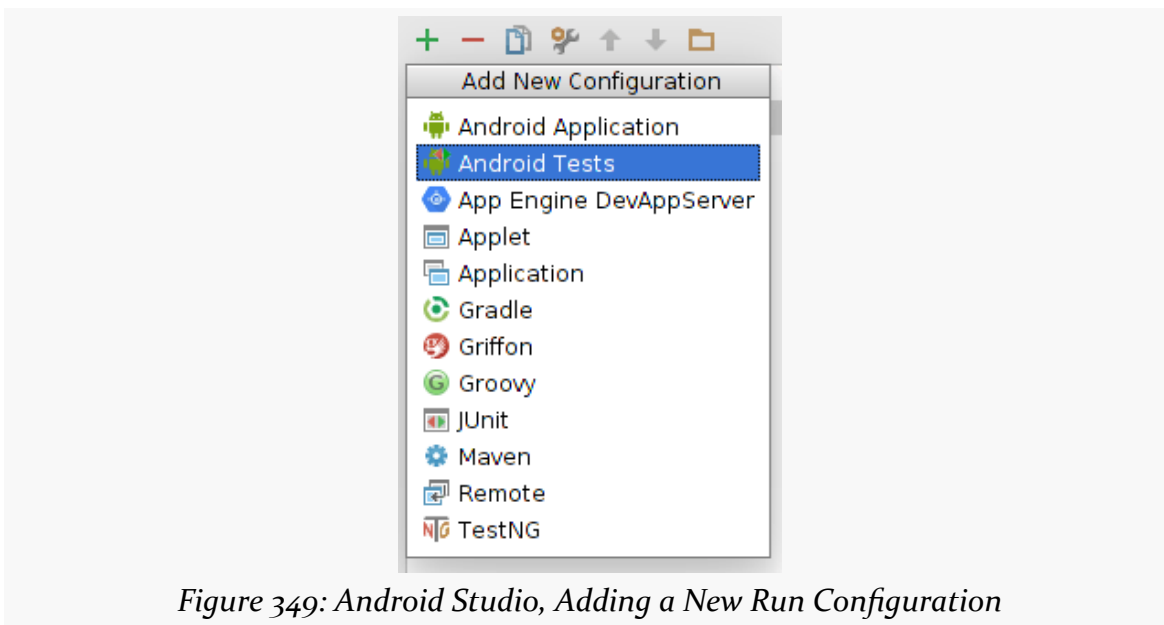 Add New Configuration
Android Application
Android Tests
App Engine DevAppServer
Applet
Application
Gradle
Griffon
G Groovy
JUnit
Maven
Remote
NTG TestNG
Figure 349: Android Studio, Adding a New Run Configuration